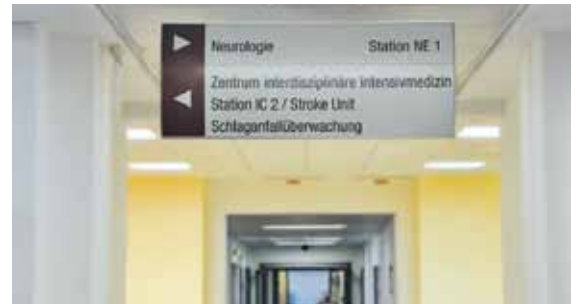 Neurologie Station NE 1
Zentrum interdisziplinäre Intensivmedizin
Station IC 2 / Stroke Unit
Schlaganfallüberwachung